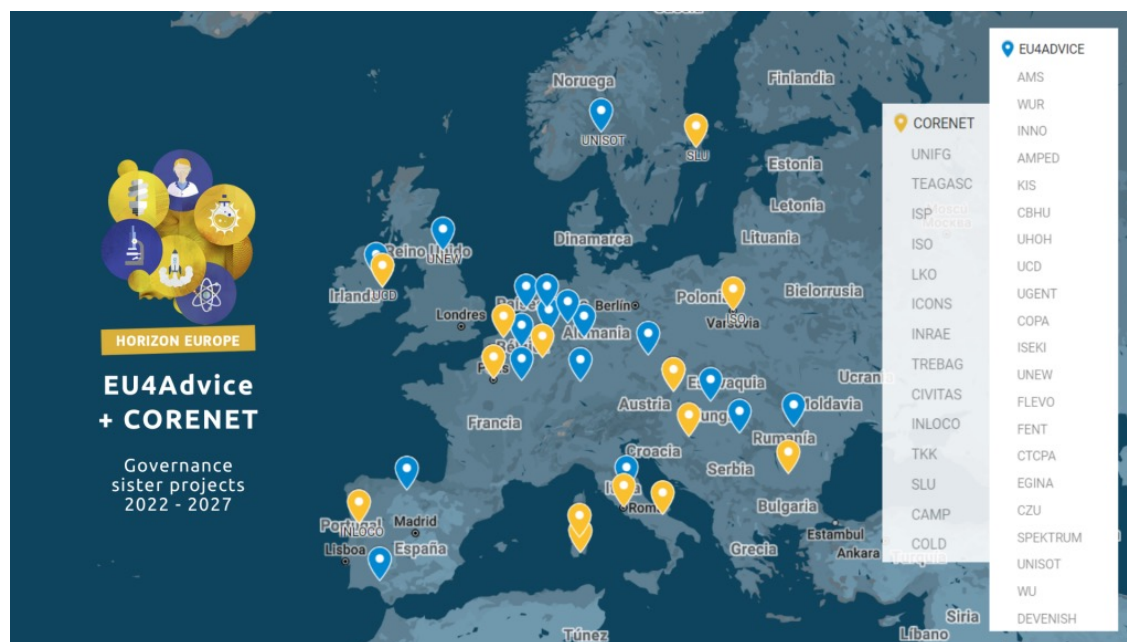 HORIZON EUROPE
EU4Advice
+ CORENET
Governance
sister projects
2022 - 2027
Noruega
Finlandia
UNISOT
SLU
Estonia
Letonia
Reino Unido
UNEW
Dinamarca
Lituania
Irlanda
UCD
Londres
Berlín
Polonia
Bielorrusia
Varsovia
ISO
Alemania
Bélgica
París
Ucrania
Austria
Moldavia
Francia
Rumanía
Croacia
Serbia
Italia
Roma
Bulgaria
Portugal
INLOCO
Madrid
Lisboa
España
Grecia
Estambul
Ankara
Turquía
Túnez
Siria
Líbano
CORENET
UNIFG
TEAGASC
ISP
ISO
LKO
ICONS
INRAE
TREBAG
CIVITAS
INLOCO
TKK
SLU
CAMP
COLD
EU4ADVICE
AMS
WUR
INNO
AMPED
KIS
CBHU
UHOH
UCD
UGENT
COPA
ISEKI
UNEW
FLEVO
FENT
CTCPA
EGINA
CZU
SPEKTRUM
UNISOT
WU
DEVENISH